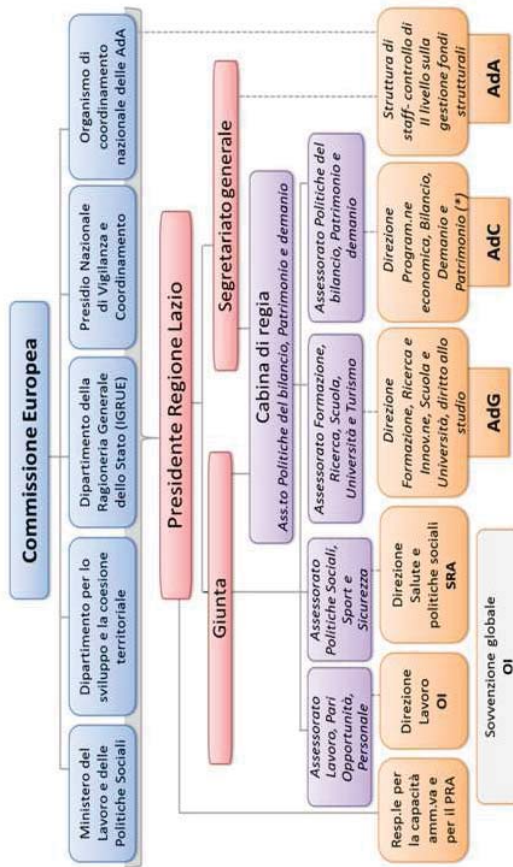 Commissione Europea
Ministero del
Lavoro e delle
Politiche Sociali
Dipartimento per lo
sviluppo e la coesione
territoriale
Dipartimento della
Ragioneria Generale
dello Stato (IGRUE)
Presidio Nazionale
di Vigilanza e
Coordinamento
Organismo di
coordinamento
nazionale delle AdA
Presidente Regione Lazio
Giunta
Segretariato generale
Cabina di regia
Ass.to Politiche del bilancio, Patrimonio e demanio
Assessorato
Lavoro, Pari
Opportunità,
Personale
Assessorato
Politiche Sociali,
Sport e
Sicurezza
Assessorato Formazione,
Ricerca, Scuola,
Università e Turismo
Assessorato Politiche del
bilancio, Patrimonio e
demanio
Resp.le per
la capacità
amm.va e
per il PRA
Direzione
Lavoro
OI
Direzione
Salute e
politiche sociali
SRA
Direzione
Formazione, Ricerca e
Innov.ne, Scuola e
Università, diritto allo
studio
Direzione
Program.ne
economica, Bilancio,
Demanio e
Patrimonio (*)
Struttura di
staff- controllo di
II livello sulla
gestione fondi
strutturali
AdG
AdC
AdA
Sovvenzione globale
OI